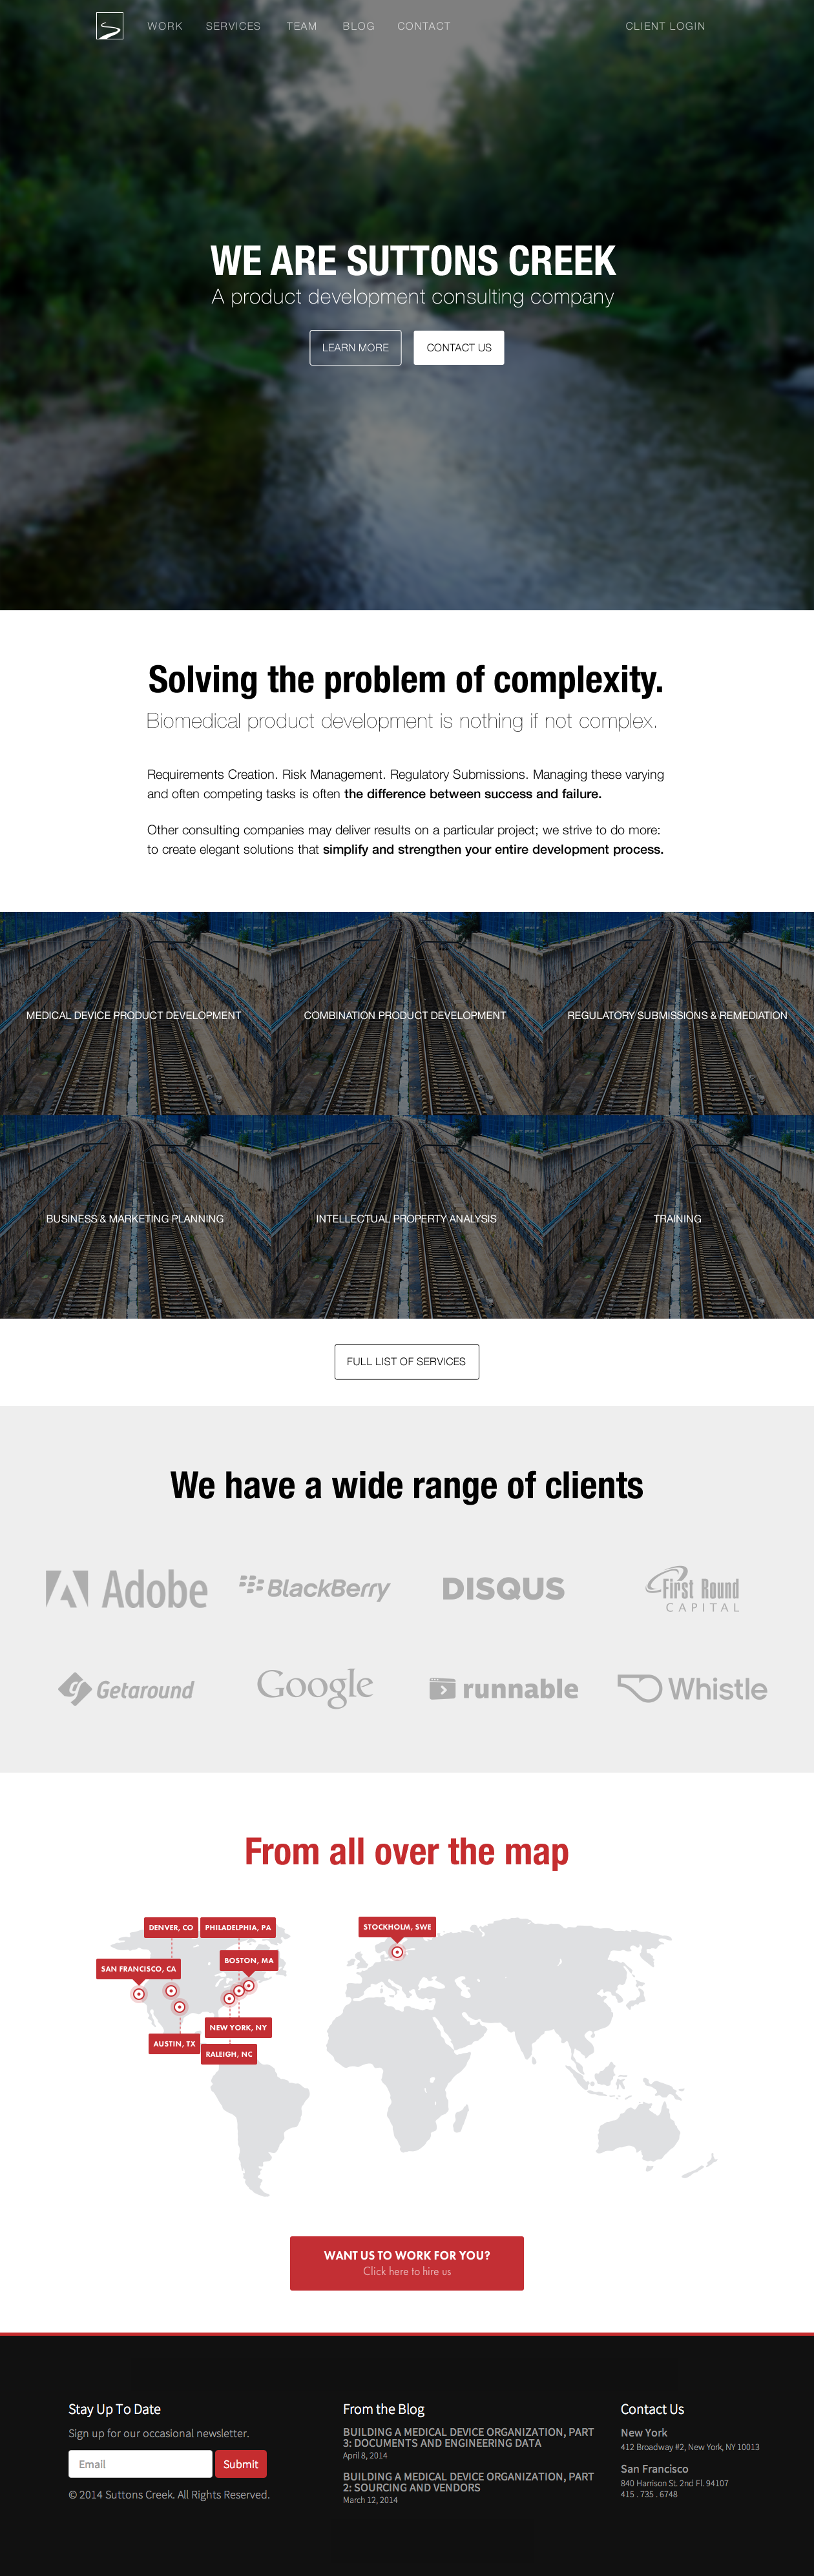 WORK SERVICES TEAM BLOG CONTACT CLIENT LOGIN
WE ARE SUTTONS CREEK
A product development consulting company
LEARN MORE CONTACT US
Solving the problem of complexity.
Biomedical product development is nothing if not complex.
Requirements Creation. Risk Management. Regulatory Submissions. Managing these varying
and often competing tasks is often the difference between success and failure.
Other consulting companies may deliver results on a particular project; we strive to do more:
to create elegant solutions that simplify and strengthen your entire development process.
MEDICAL DEVICE PRODUCT DEVELOPMENT
COMBINATION PRODUCT DEVELOPMENT
REGULATORY SUBMISSIONS & REMEDIATION
BUSINESS & MARKETING PLANNING
INTELLECTUAL PROPERTY ANALYSIS
TRAINING
FULL LIST OF SERVICES
We have a wide range of clients
Adobe
BlackBerry
DISQUS
First Round
CAPITAL
Getaround
Google
runnable
Whistle
From all over the map
DENVER, CO
PHILADELPHIA, PA
STOCKHOLM, SWE
BOSTON, MA
SAN FRANCISCO, CA
NEW YORK, NY
AUSTIN, TX
RALEIGH, NC
WANT US TO WORK FOR YOU?
Click here to hire us
Stay Up To Date
Sign up for our occasional newsletter.
Email
Submit
© 2014 Suttons Creek. All Rights Reserved.
From the Blog
BUILDING A MEDICAL DEVICE ORGANIZATION, PART
3: DOCUMENTS AND ENGINEERING DATA
April 8, 2014
BUILDING A MEDICAL DEVICE ORGANIZATION, PART
2: SOURCING AND VENDORS
March 12, 2014
Contact Us
New York
412 Broadway #2, New York, NY 10013
San Francisco
840 Harrison St. 2nd Fl. 94107
415 . 735 . 6748